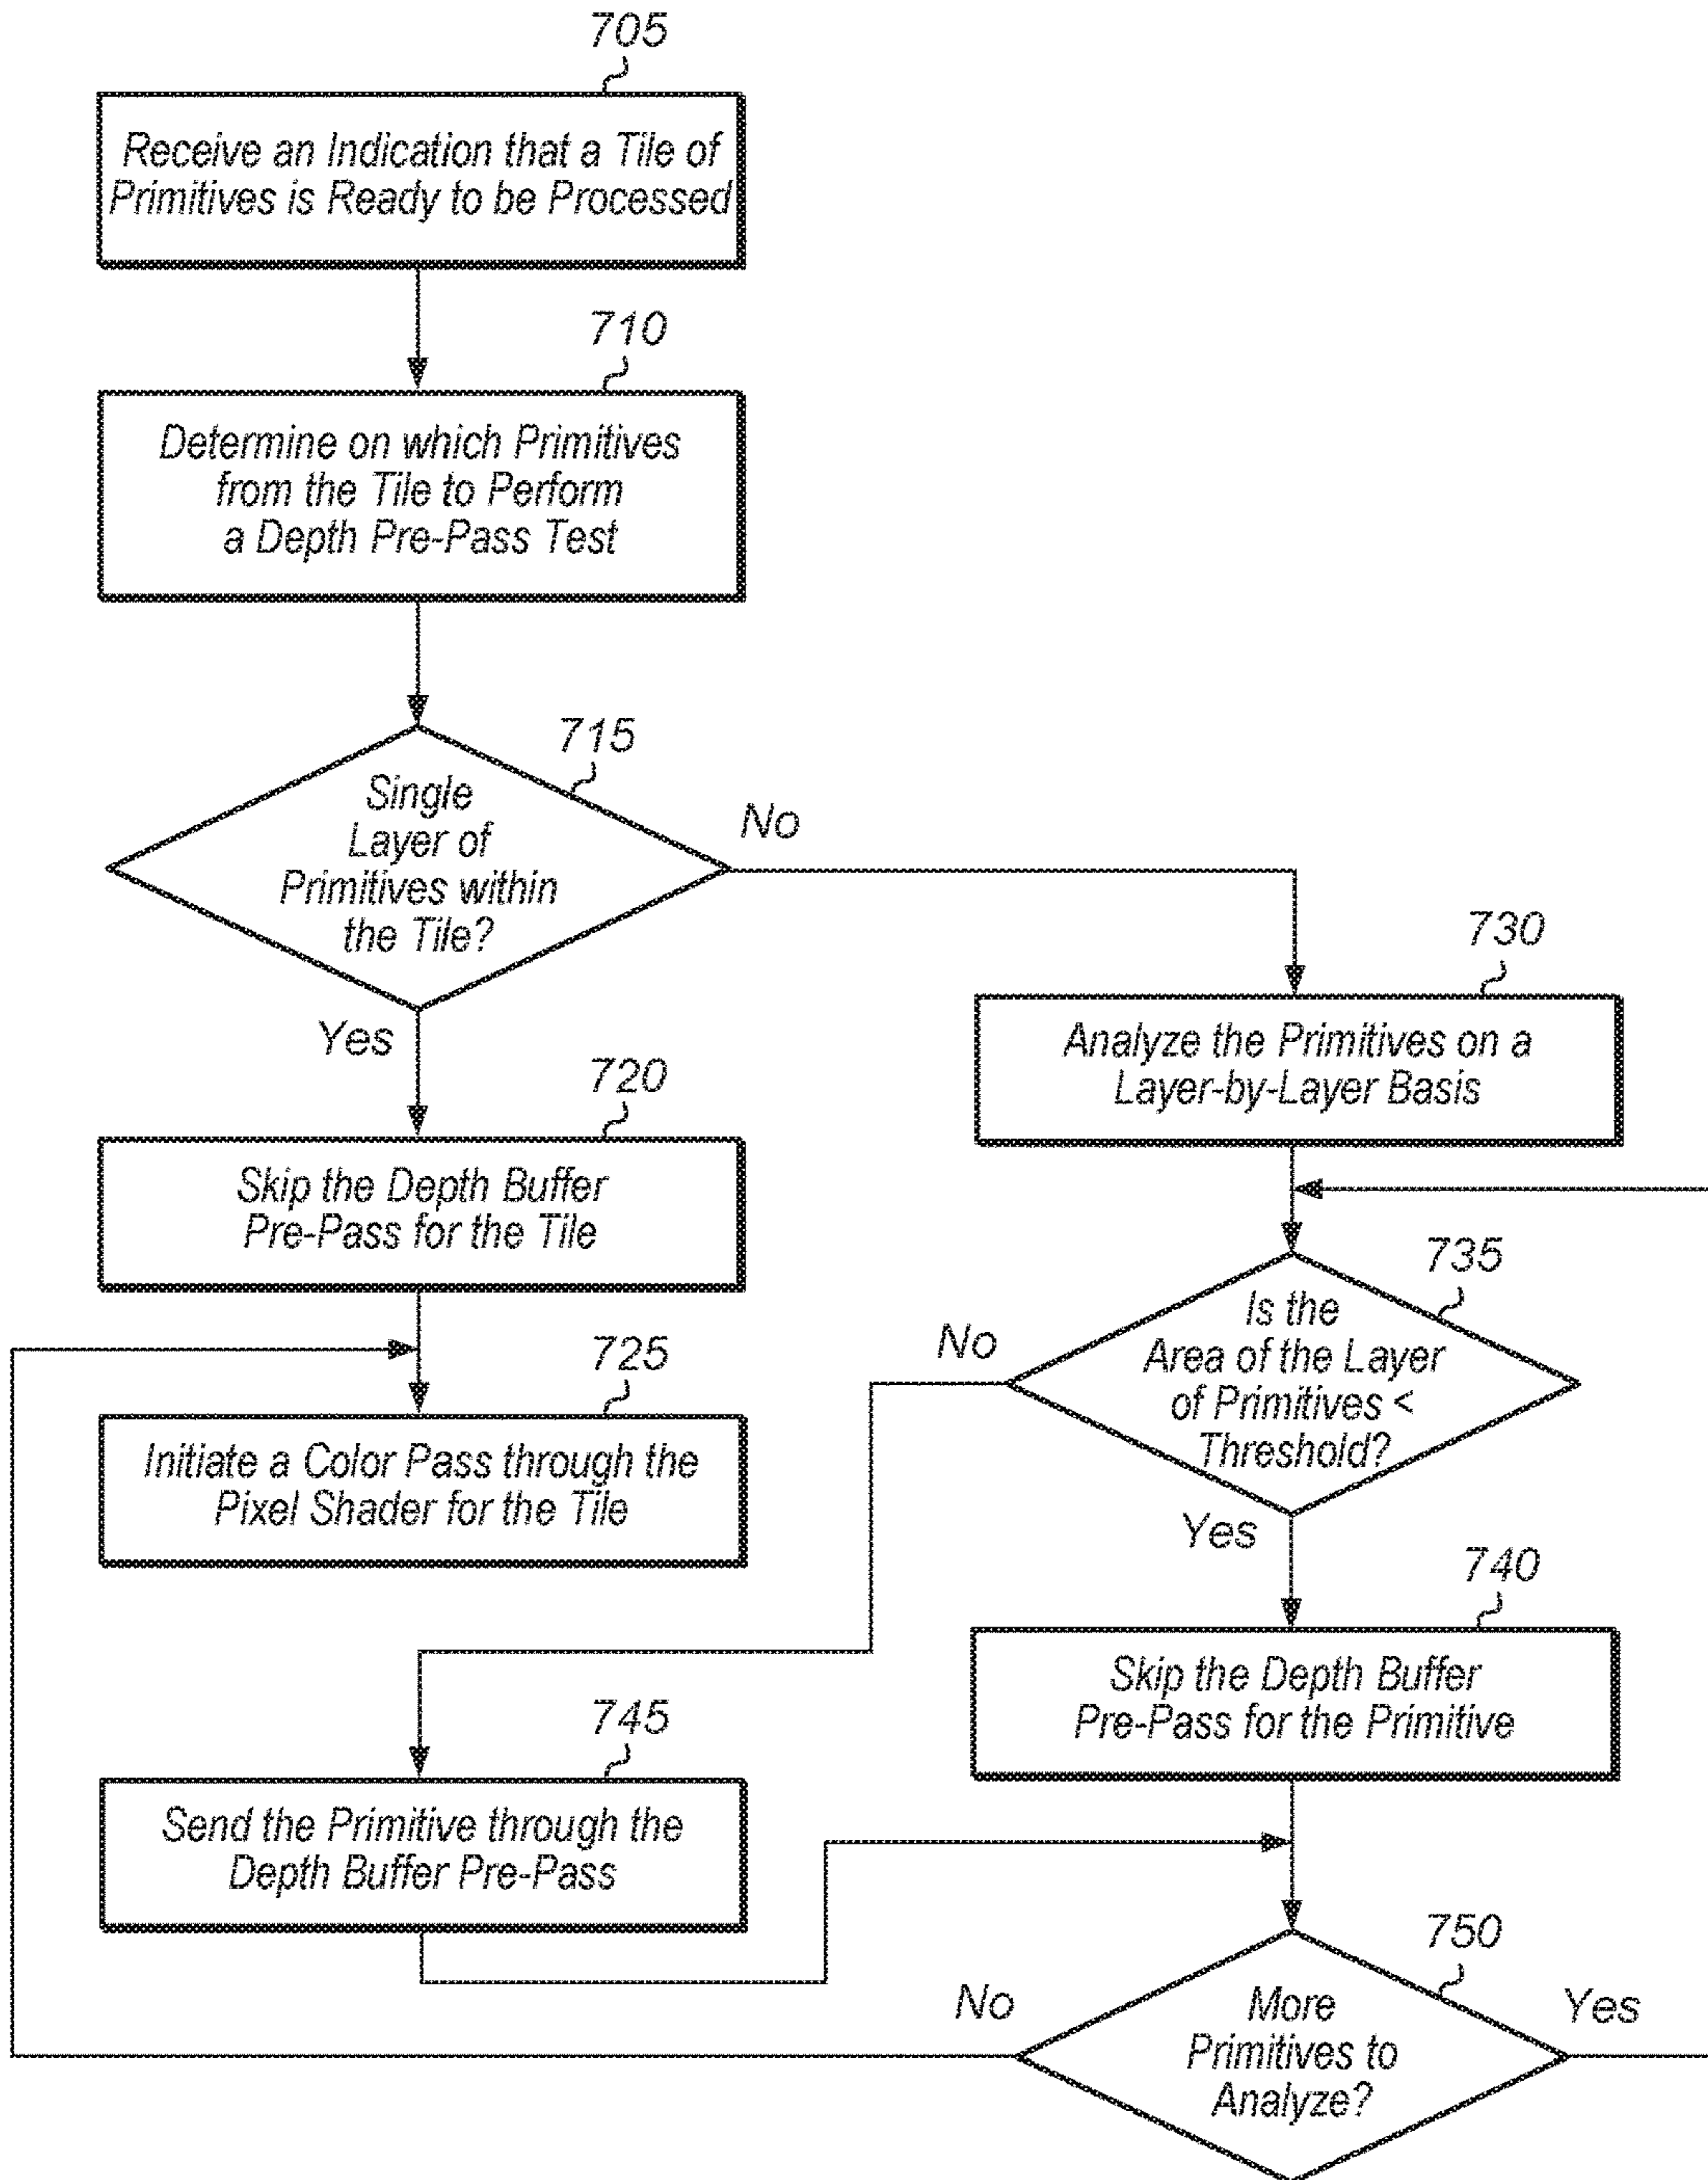 705
Receive an Indication that a Tile of
Primitives is Ready to be Processed
710
Determine on which Primitives
from the Tile to Perform
a Depth Pre-Pass Test
715
Single
Layer of
Primitives within
the Tile?
No
Yes
730
Analyze the Primitives on a
Layer-by-Layer Basis
720
Skip the Depth Buffer
Pre-Pass for the Tile
735
Is the
Area of the Layer
of Primitives <
Threshold?
No
Yes
725
Initiate a Color Pass through the
Pixel Shader for the Tile
740
Skip the Depth Buffer
Pre-Pass for the Primitive
745
Send the Primitive through the
Depth Buffer Pre-Pass
750
More
Primitives to
Analyze?
No
Yes